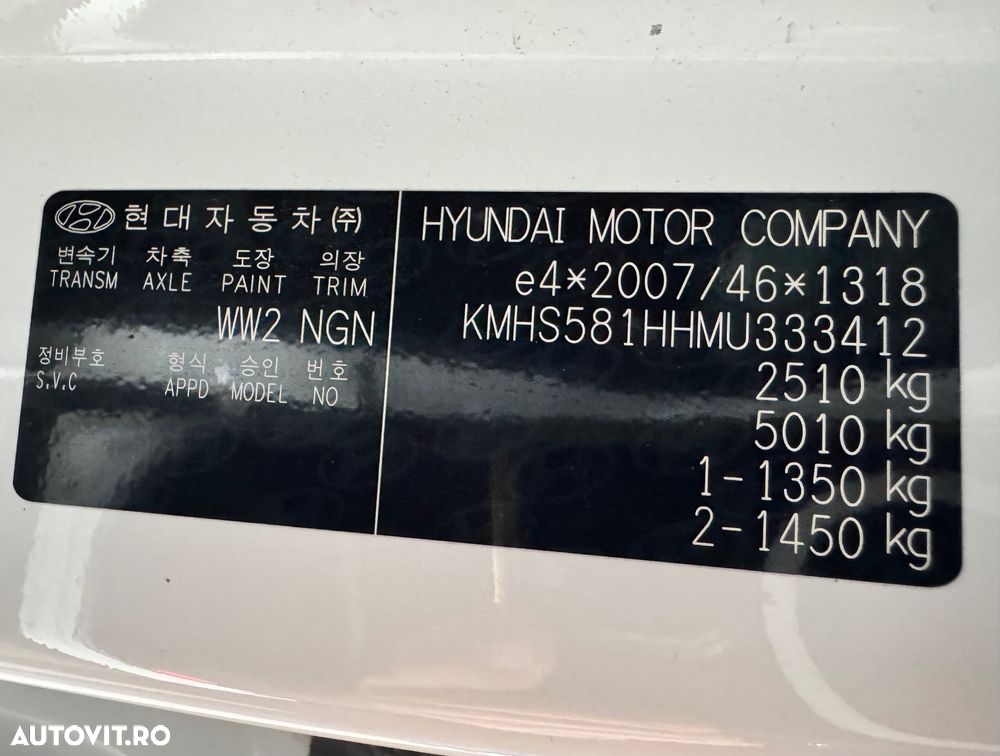 현대자동차(주)
변속기 차축 도장 의장
TRANSM AXLE PAINT TRIM
WW2 NGN
정비부호 형식 승인 번호
S.V.C APPD MODEL NO
HYUNDAI MOTOR COMPANY
e4*2007/46*1318
KMHS581HHMU333412
2510 kg
5010 kg
1-1350 kg
2-1450 kg
AUTOVIT.RO